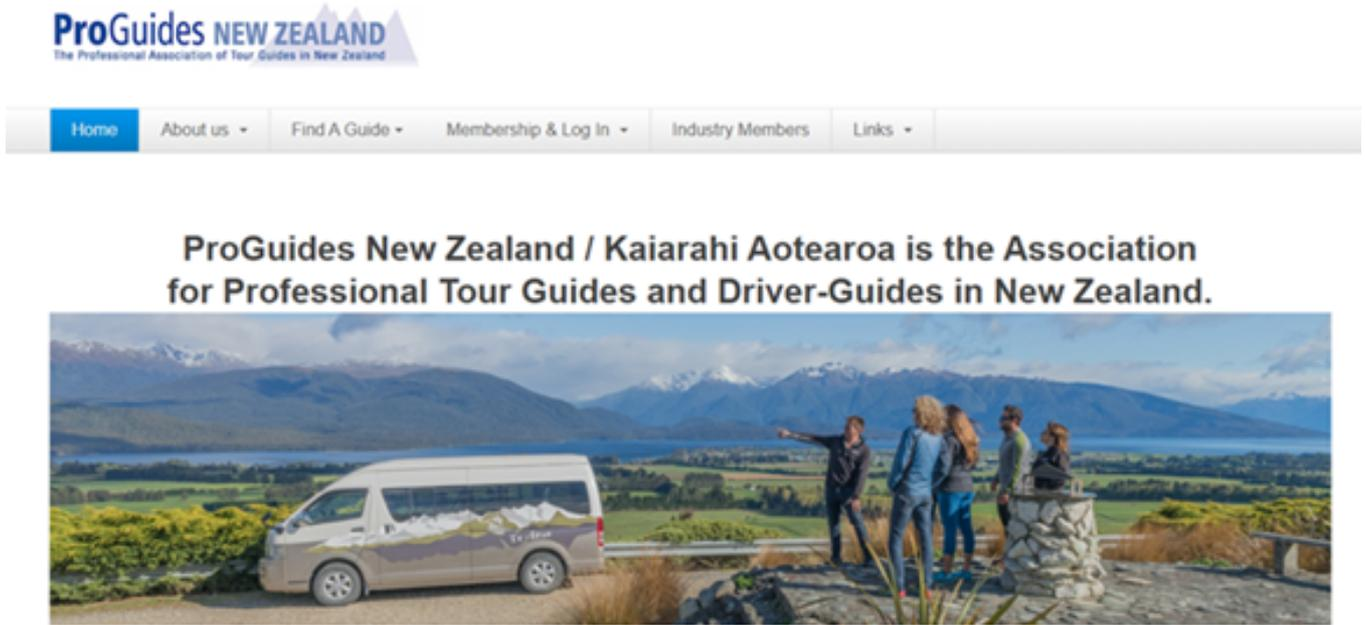 ProGuides NEW ZEALAND
The Professional Association of Tour Guides in New Zealand
Home About us Find A Guide Membership & Log In Industry Members Links
ProGuides New Zealand / Kaiarahi Aotearoa is the Association
for Professional Tour Guides and Driver-Guides in New Zealand.